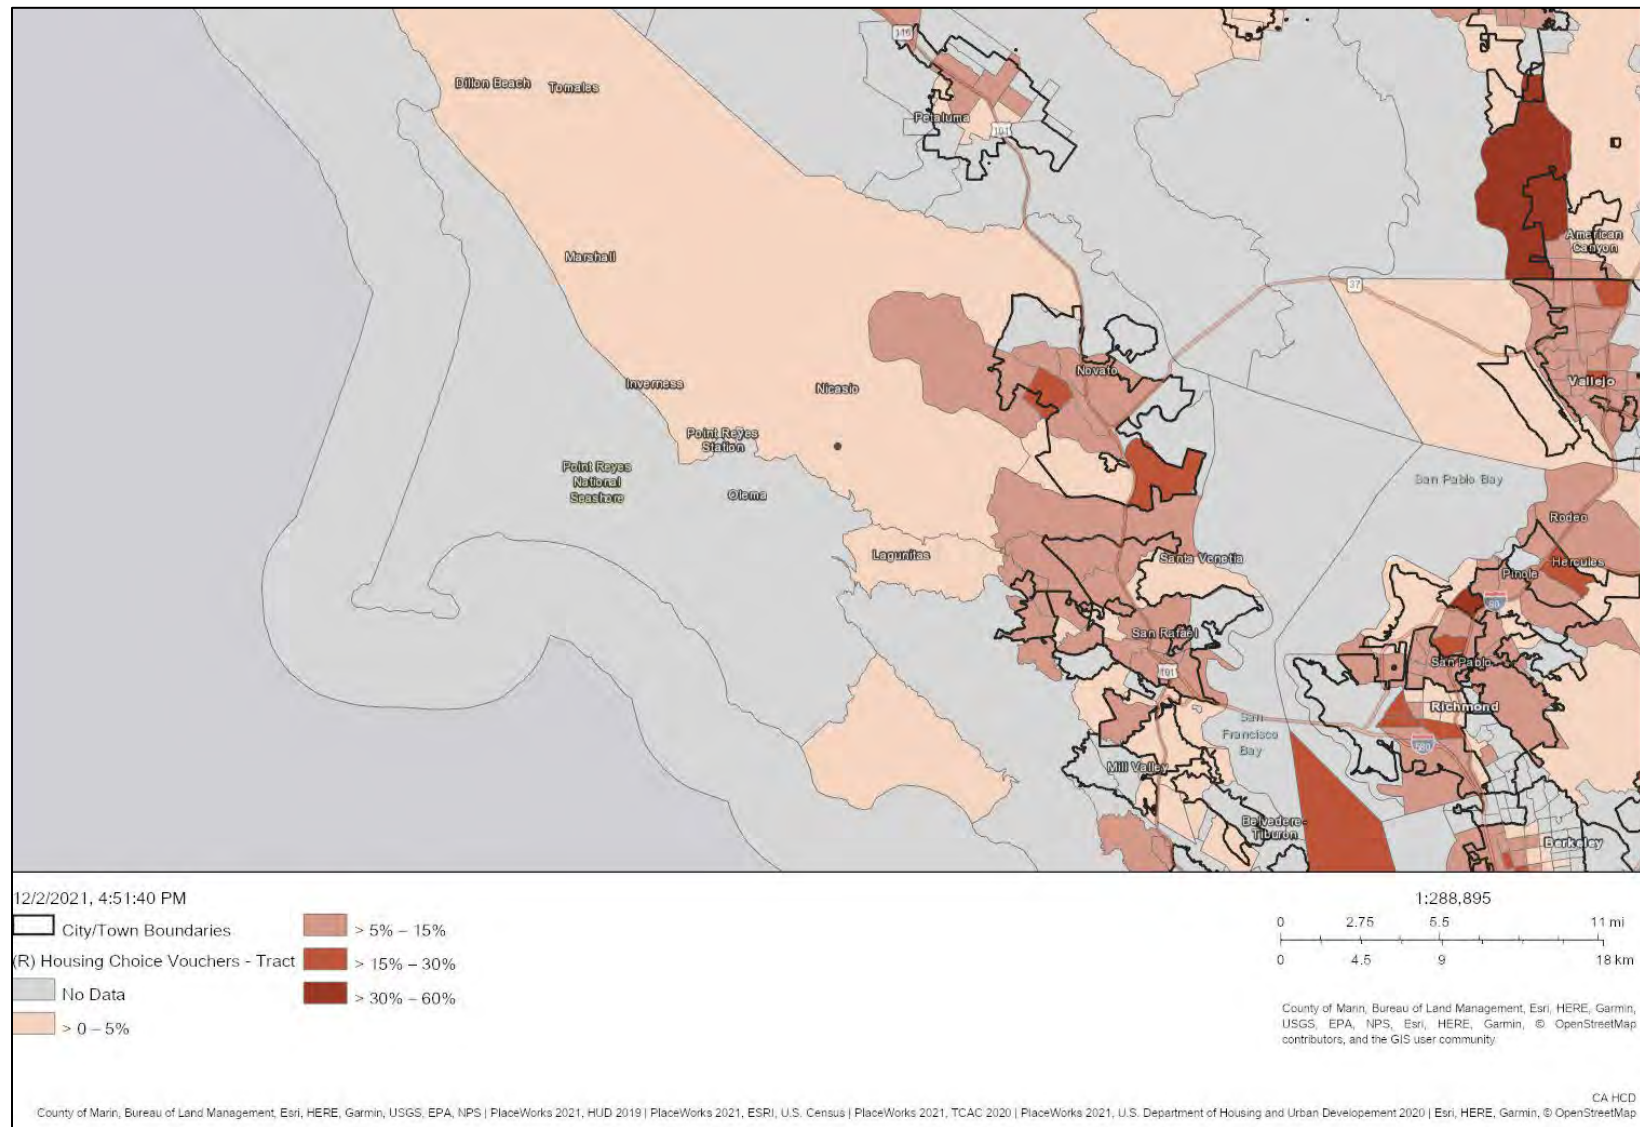 116
Dillon Beach
Tomales
Petaluma
101
American
Canyon
Marshall
37
Novato
Vallejo
Inverness
Nicasio
Point Reyes
Station
Point Reyes
National
Seashore
Olema
San Pablo Bay
Rodeo
Lagunitas
Santa Venetia
Hercules
Pinole
80
San Rafael
San Pablo
101
Richmond
San
Francisco
Bay
580
Mill Valley
Belvedere-
Tiburon
Berkeley
12/2/2021, 4:51:40 PM
City/Town Boundaries
(R) Housing Choice Vouchers - Tract
No Data
> 0 – 5%
> 5% – 15%
> 15% – 30%
> 30% – 60%
1:288,895
0 2.75 5.5 11 mi
0 4.5 9 18 km
County of Marin, Bureau of Land Management, Esri, HERE, Garmin,
USGS, EPA, NPS, Esri, HERE, Garmin, © OpenStreetMap
contributors, and the GIS user community
CA HCD
County of Marin, Bureau of Land Management, Esri, HERE, Garmin, USGS, EPA, NPS | PlaceWorks 2021, HUD 2019 | PlaceWorks 2021, ESRI, U.S. Census | PlaceWorks 2021, TCAC 2020 | PlaceWorks 2021, U.S. Department of Housing and Urban Developement 2020 | Esri, HERE, Garmin, © OpenStreetMap